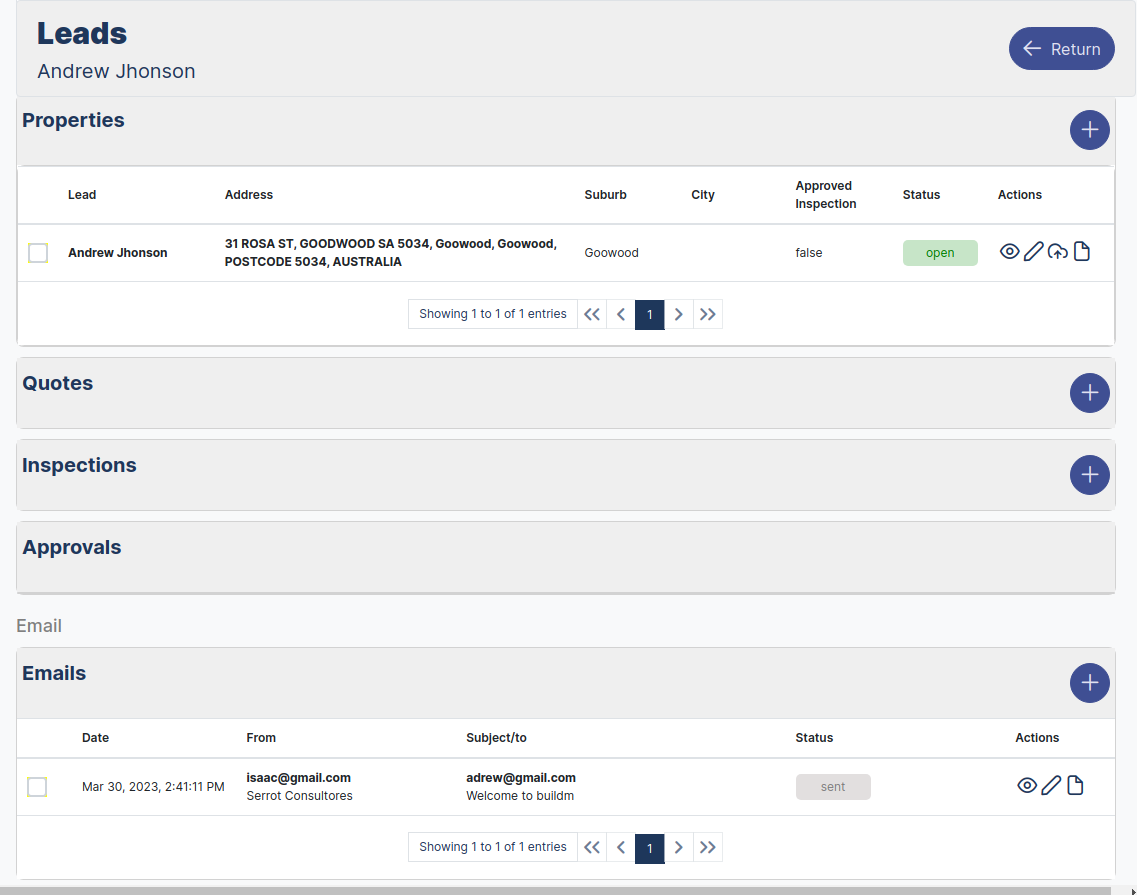 Leads
Andrew Jhonson
Return
Properties
Lead Address Suburb City Approved Inspection Status Actions
Andrew Jhonson 31 ROSA ST, GOODWOOD SA 5034, Goowood, Goowood, POSTCODE 5034, AUSTRALIA Goowood false open
Showing 1 to 1 of 1 entries 1
Quotes
Inspections
Approvals
Email
Emails
Date From Subject/to Status Actions
Mar 30, 2023, 2:41:11 PM isaac@gmail.com Serrot Consultores adrew@gmail.com Welcome to buildm sent
Showing 1 to 1 of 1 entries 1